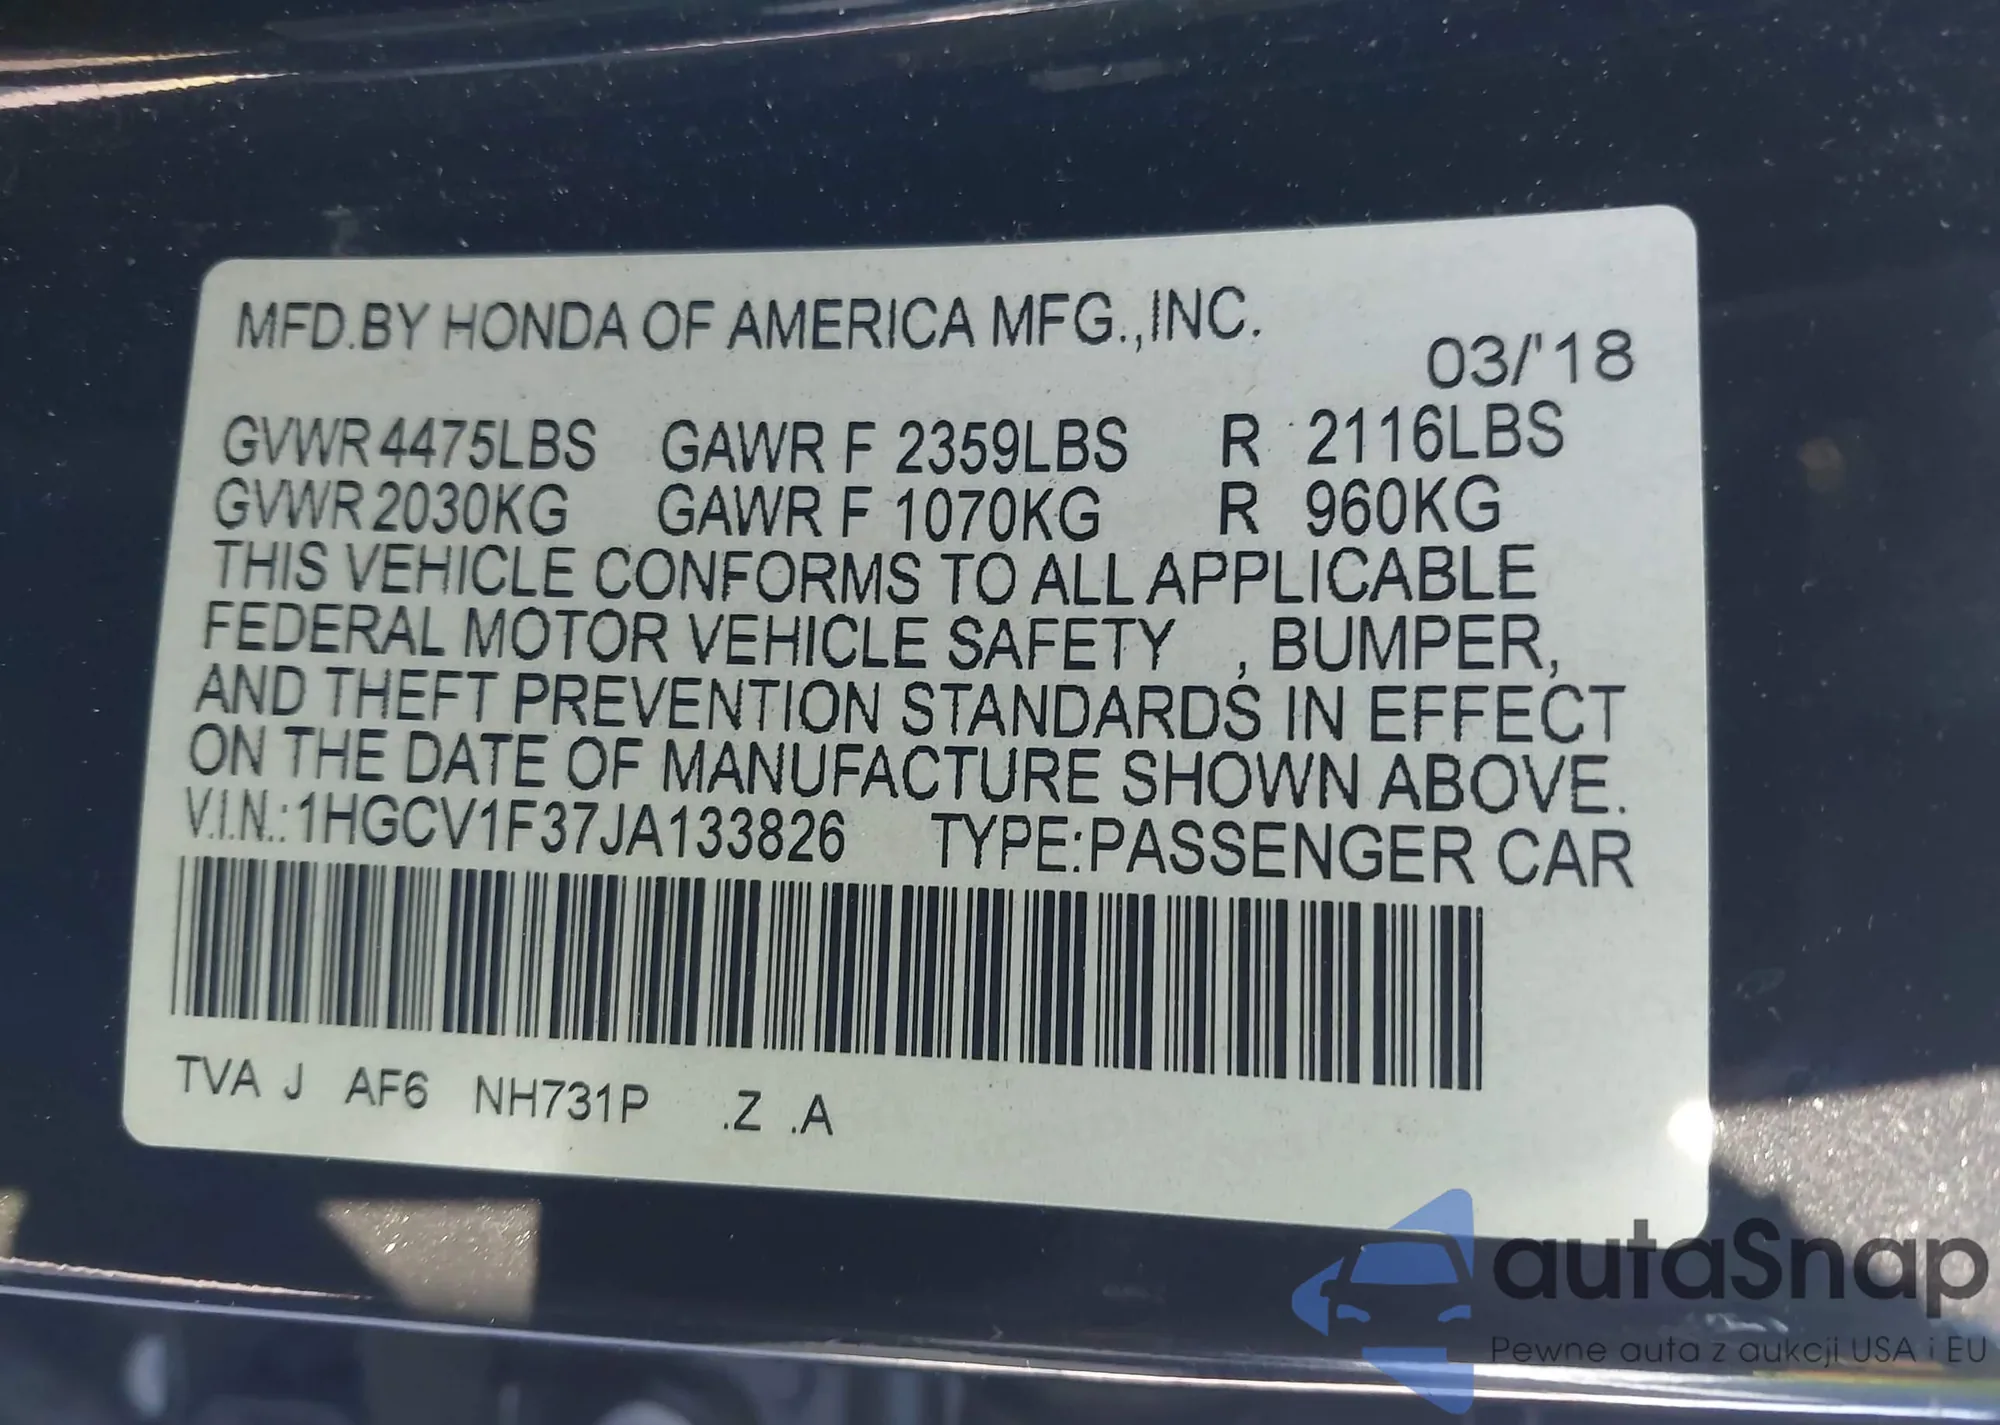 MFD.BY HONDA OF AMERICA MFG.,INC.
03/'18
GVWR 4475LBS GAWR F 2359LBS R 2116LBS
GVWR 2030KG GAWR F 1070KG R 960KG
THIS VEHICLE CONFORMS TO ALL APPLICABLE
FEDERAL MOTOR VEHICLE SAFETY , BUMPER,
AND THEFT PREVENTION STANDARDS IN EFFECT
ON THE DATE OF MANUFACTURE SHOWN ABOVE.
V.I.N.:1HGCV1F37JA133826 TYPE:PASSENGER CAR
TVA J AF6 NH731P .Z .A
autaSnap
Pewne auta z aukcji USA i EU